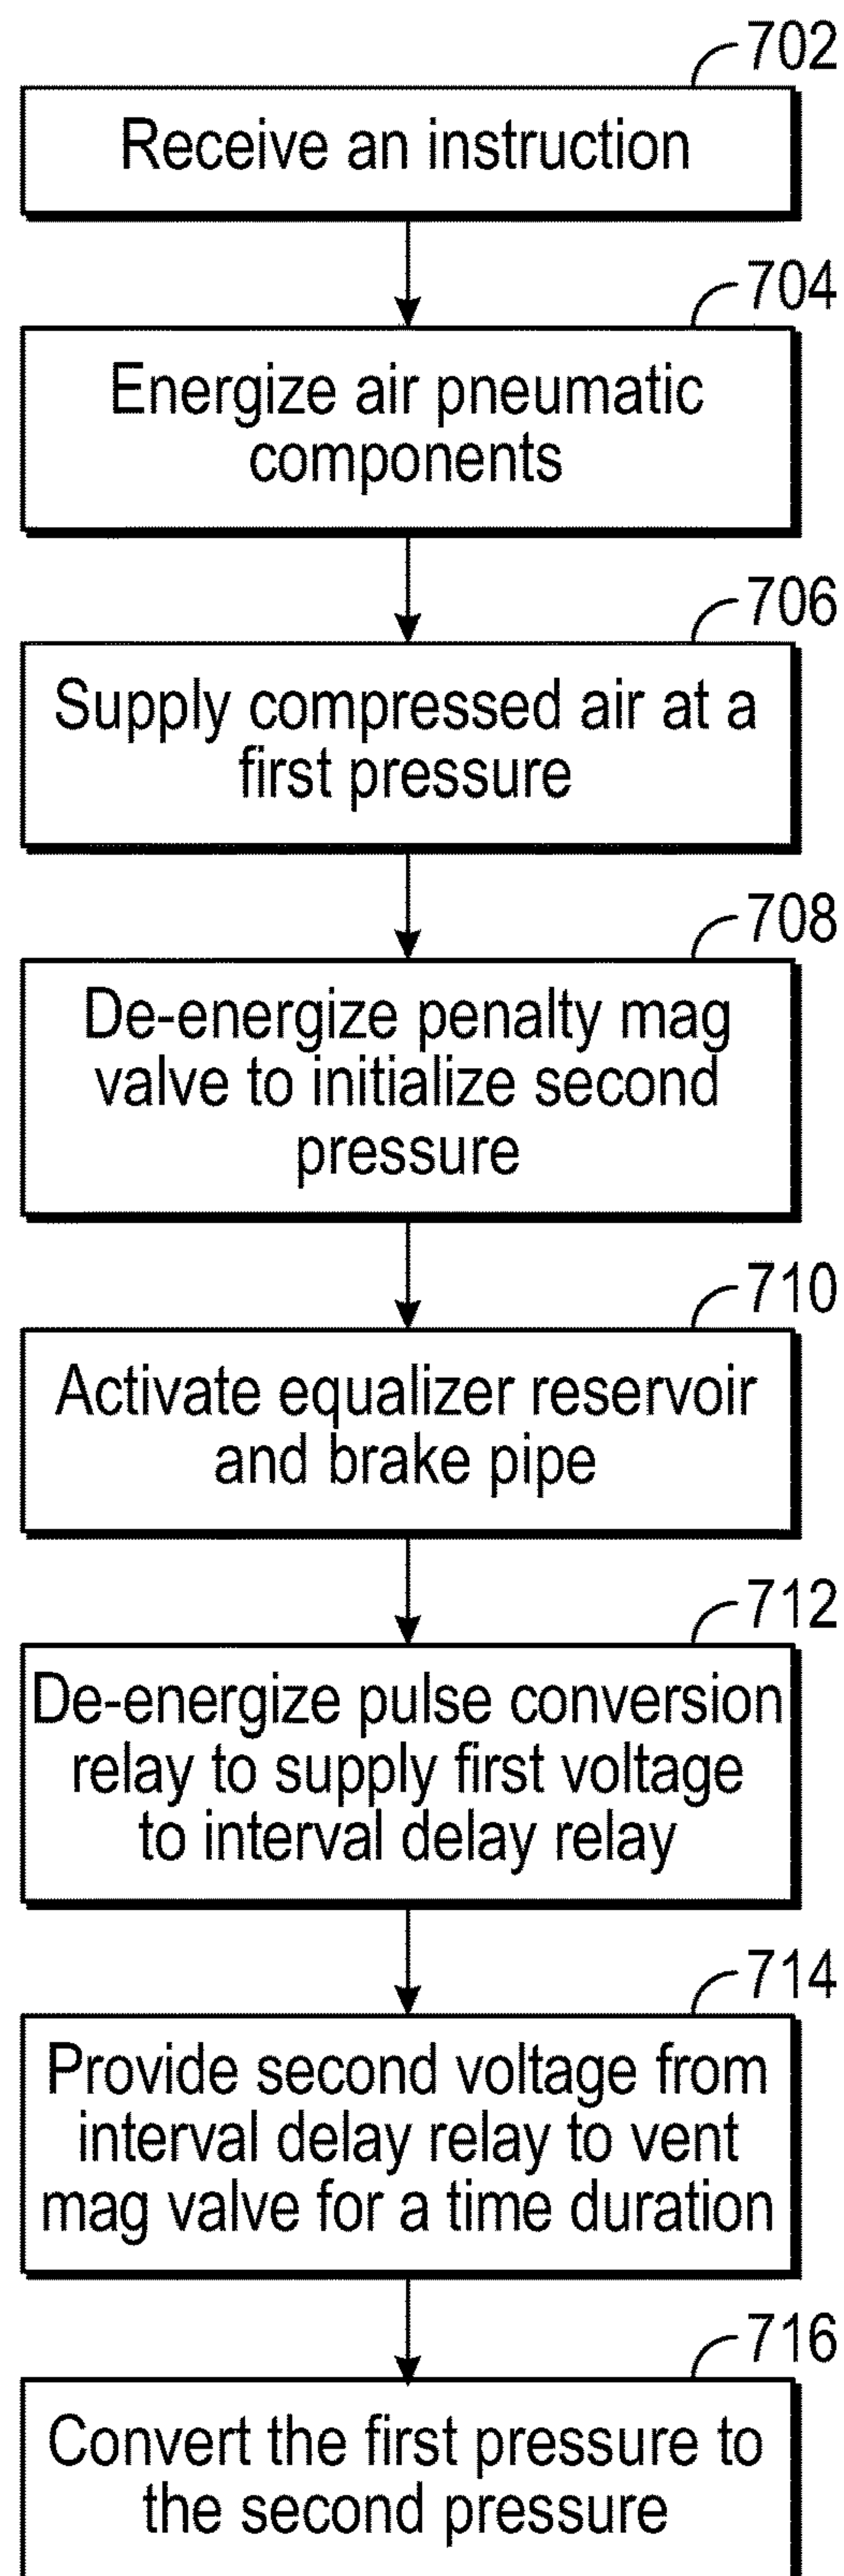 702
Receive an instruction
704
Energize air pneumatic
components
706
Supply compressed air at a
first pressure
708
De-energize penalty mag
valve to initialize second
pressure
710
Activate equalizer reservoir
and brake pipe
712
De-energize pulse conversion
relay to supply first voltage
to interval delay relay
714
Provide second voltage from
interval delay relay to vent
mag valve for a time duration
716
Convert the first pressure to
the second pressure